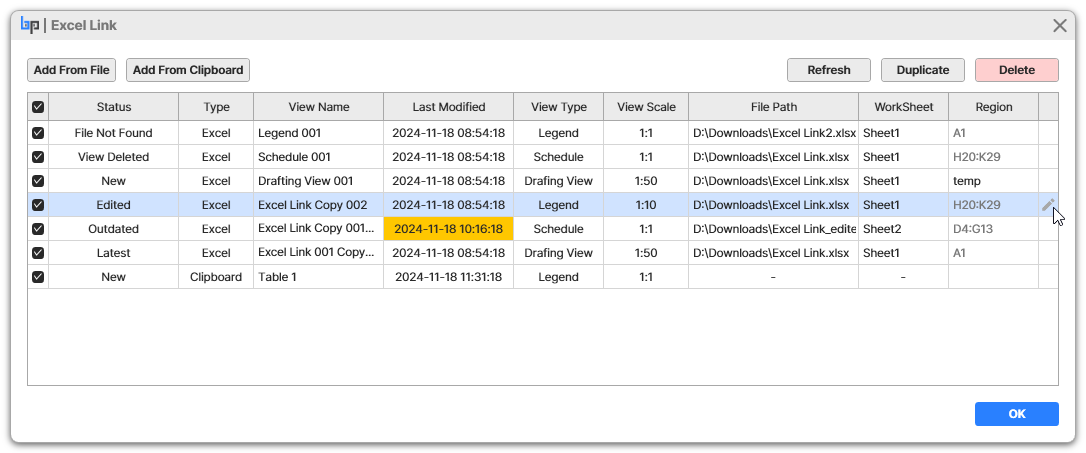 bp | Excel Link
Add From File Add From Clipboard Refresh Duplicate Delete
Status Type View Name Last Modified View Type View Scale File Path WorkSheet Region
File Not Found Excel Legend 001 2024-11-18 08:54:18 Legend 1:1 D:\Downloads\Excel Link2.xlsx Sheet1 A1
View Deleted Excel Schedule 001 2024-11-18 08:54:18 Schedule 1:1 D:\Downloads\Excel Link.xlsx Sheet1 H20:K29
New Excel Drafting View 001 2024-11-18 08:54:18 Drafing View 1:50 D:\Downloads\Excel Link.xlsx Sheet1 temp
Edited Excel Excel Link Copy 002 2024-11-18 08:54:18 Legend 1:10 D:\Downloads\Excel Link.xlsx Sheet1 H20:K29
Outdated Excel Excel Link Copy 001... 2024-11-18 10:16:18 Schedule 1:1 D:\Downloads\Excel Link_edite Sheet2 D4:G13
Latest Excel Excel Link 001 Copy... 2024-11-18 08:54:18 Drafing View 1:50 D:\Downloads\Excel Link.xlsx Sheet1 A1
New Clipboard Table 1 2024-11-18 11:31:18 Legend 1:1 - -
OK